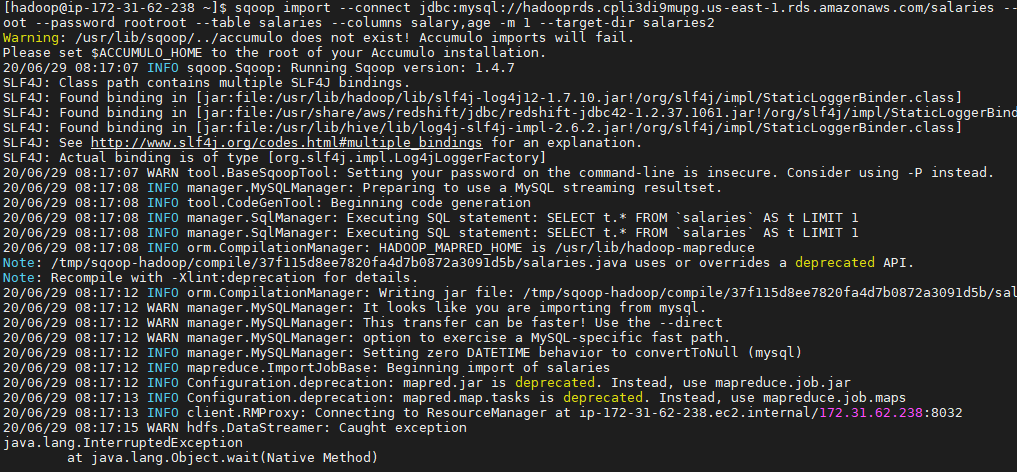 [hadoop@ip-172-31-62-238 ~]$ sqoop import --connect jdbc:mysql://hadooprds.cpli3di9mupg.us-east-1.rds.amazonaws.com/salaries --
oot --password rootroot --table salaries --columns salary,age -m 1 --target-dir salaries2
Warning: /usr/lib/sqoop/../accumulo does not exist! Accumulo imports will fail.
Please set $ACCUMULO_HOME to the root of your Accumulo installation.
20/06/29 08:17:07 INFO sqoop.Sqoop: Running Sqoop version: 1.4.7
SLF4J: Class path contains multiple SLF4J bindings.
SLF4J: Found binding in [jar:file:/usr/lib/hadoop/lib/slf4j-log4j12-1.7.10.jar!/org/slf4j/impl/StaticLoggerBinder.class]
SLF4J: Found binding in [jar:file:/usr/share/aws/redshift/jdbc/redshift-jdbc42-1.2.37.1061.jar!/org/slf4j/impl/StaticLoggerBind
SLF4J: Found binding in [jar:file:/usr/lib/hive/lib/log4j-slf4j-impl-2.6.2.jar!/org/slf4j/impl/StaticLoggerBinder.class]
SLF4J: See http://www.slf4j.org/codes.html#multiple_bindings for an explanation.
SLF4J: Actual binding is of type [org.slf4j.impl.Log4jLoggerFactory]
20/06/29 08:17:07 WARN tool.BaseSqoopTool: Setting your password on the command-line is insecure. Consider using -P instead.
20/06/29 08:17:08 INFO manager.MySQLManager: Preparing to use a MySQL streaming resultset.
20/06/29 08:17:08 INFO tool.CodeGenTool: Beginning code generation
20/06/29 08:17:08 INFO manager.SqlManager: Executing SQL statement: SELECT t.* FROM `salaries` AS t LIMIT 1
20/06/29 08:17:08 INFO manager.SqlManager: Executing SQL statement: SELECT t.* FROM `salaries` AS t LIMIT 1
20/06/29 08:17:08 INFO orm.CompilationManager: HADOOP_MAPRED_HOME is /usr/lib/hadoop-mapreduce
Note: /tmp/sqoop-hadoop/compile/37f115d8ee7820fa4d7b0872a3091d5b/salaries.java uses or overrides a deprecated API.
Note: Recompile with -Xlint:deprecation for details.
20/06/29 08:17:12 INFO orm.CompilationManager: Writing jar file: /tmp/sqoop-hadoop/compile/37f115d8ee7820fa4d7b0872a3091d5b/sal
20/06/29 08:17:12 WARN manager.MySQLManager: It looks like you are importing from mysql.
20/06/29 08:17:12 WARN manager.MySQLManager: This transfer can be faster! Use the --direct
20/06/29 08:17:12 WARN manager.MySQLManager: option to exercise a MySQL-specific fast path.
20/06/29 08:17:12 INFO manager.MySQLManager: Setting zero DATETIME behavior to convertToNull (mysql)
20/06/29 08:17:12 INFO mapreduce.ImportJobBase: Beginning import of salaries
20/06/29 08:17:12 INFO Configuration.deprecation: mapred.jar is deprecated. Instead, use mapreduce.job.jar
20/06/29 08:17:13 INFO Configuration.deprecation: mapred.map.tasks is deprecated. Instead, use mapreduce.job.maps
20/06/29 08:17:13 INFO client.RMProxy: Connecting to ResourceManager at ip-172-31-62-238.ec2.internal/172.31.62.238:8032
20/06/29 08:17:15 WARN hdfs.DataStreamer: Caught exception
java.lang.InterruptedException
at java.lang.Object.wait(Native Method)